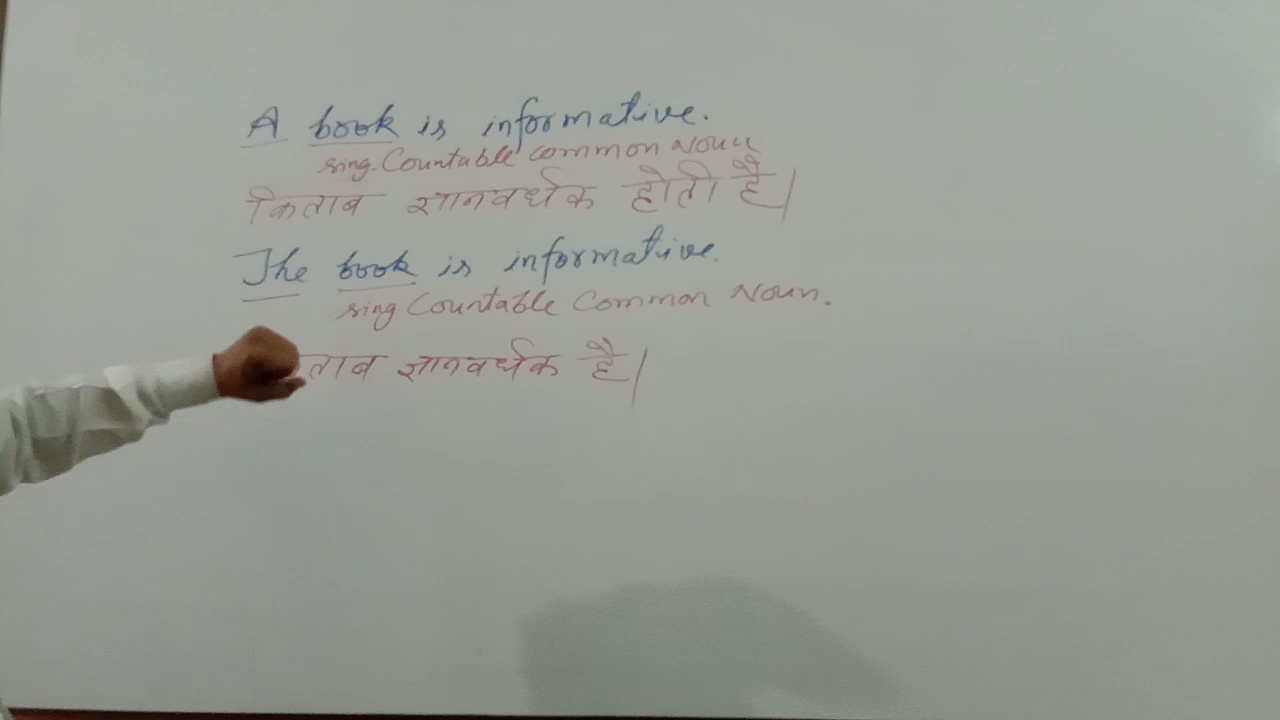 A book is informative.
sing. Countable common Noun
किताब ज्ञानवर्धक होती है।
The book is informative.
sing Countable Common Noun.
ताब ज्ञानवर्धक है।